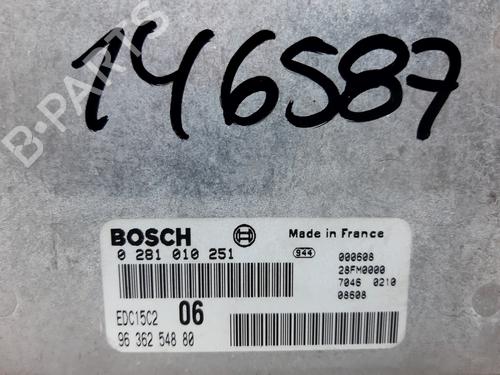 146587
B-PARTS
BOSCH
Made in France
0 281 010 251
944
000608
28FM0000
7046 0210
08608
EDC15C2 06
96 362 548 80